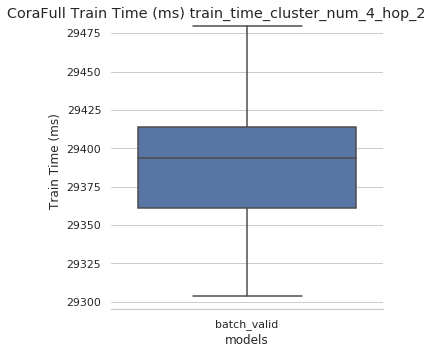 CoraFull Train Time (ms) train_time_cluster_num_4_hop_2
29475
29450
29425
29400
29375
29350
29325
29300
Train Time (ms)
batch_valid
models